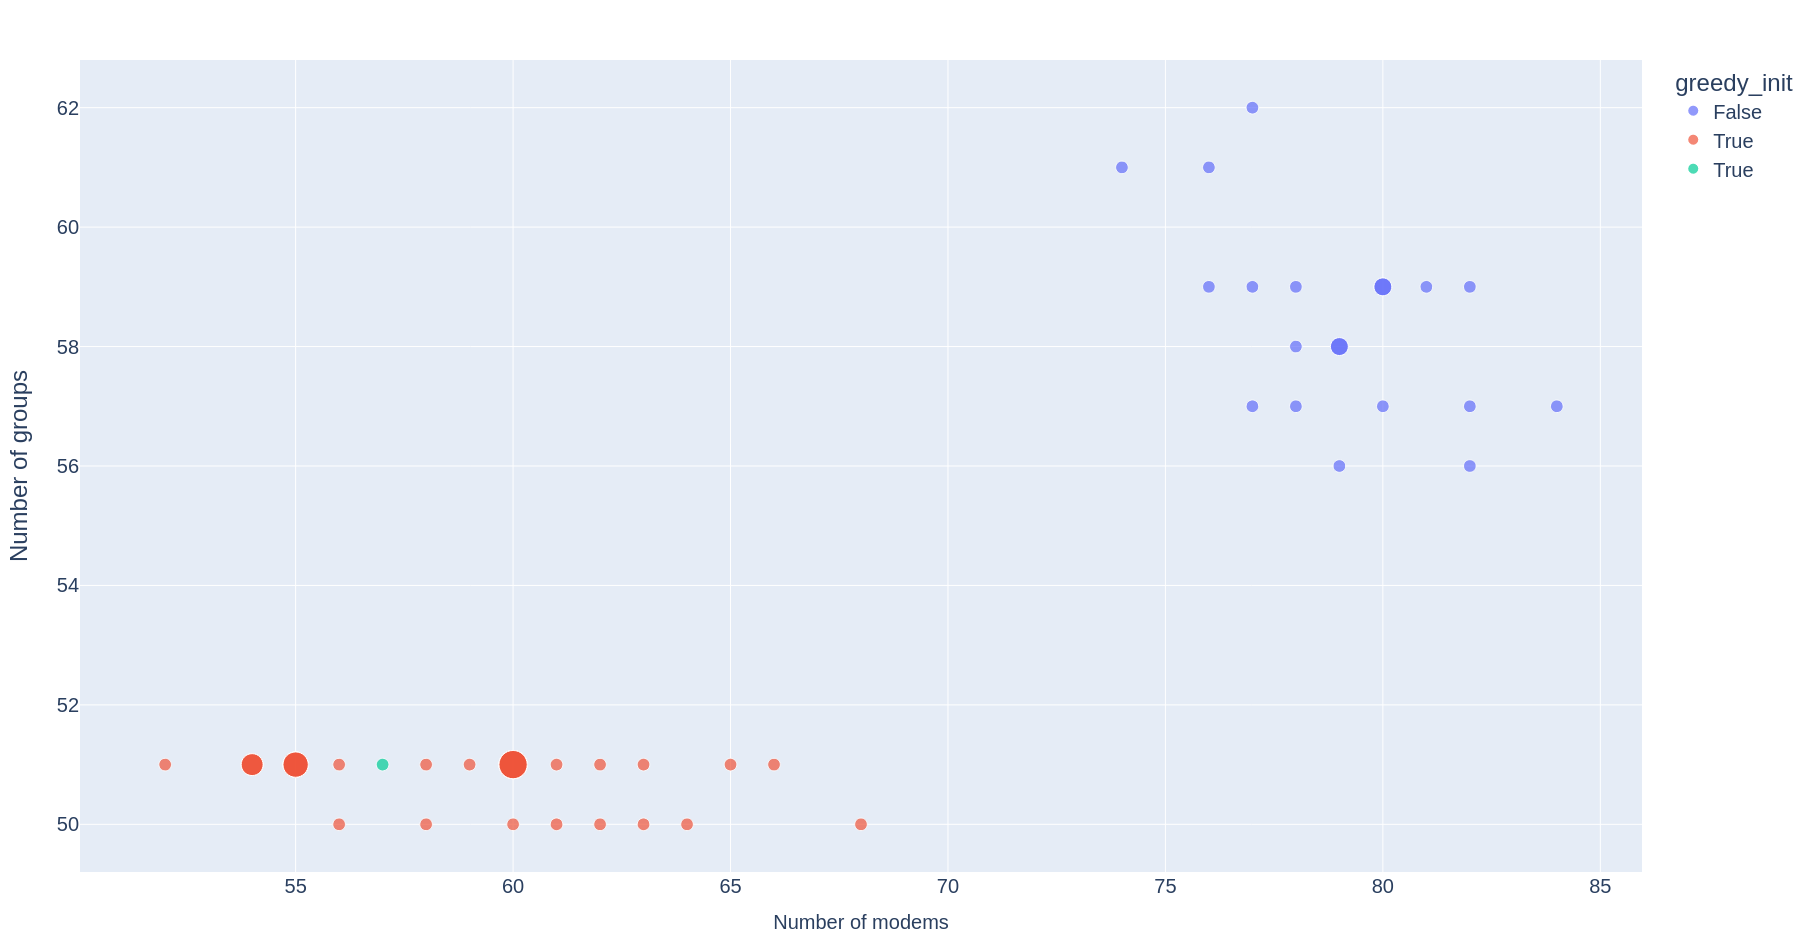 greedy_init
False
True
True
Number of groups
62
60
58
56
54
52
50
55 60 65 70 75 80 85
Number of modems